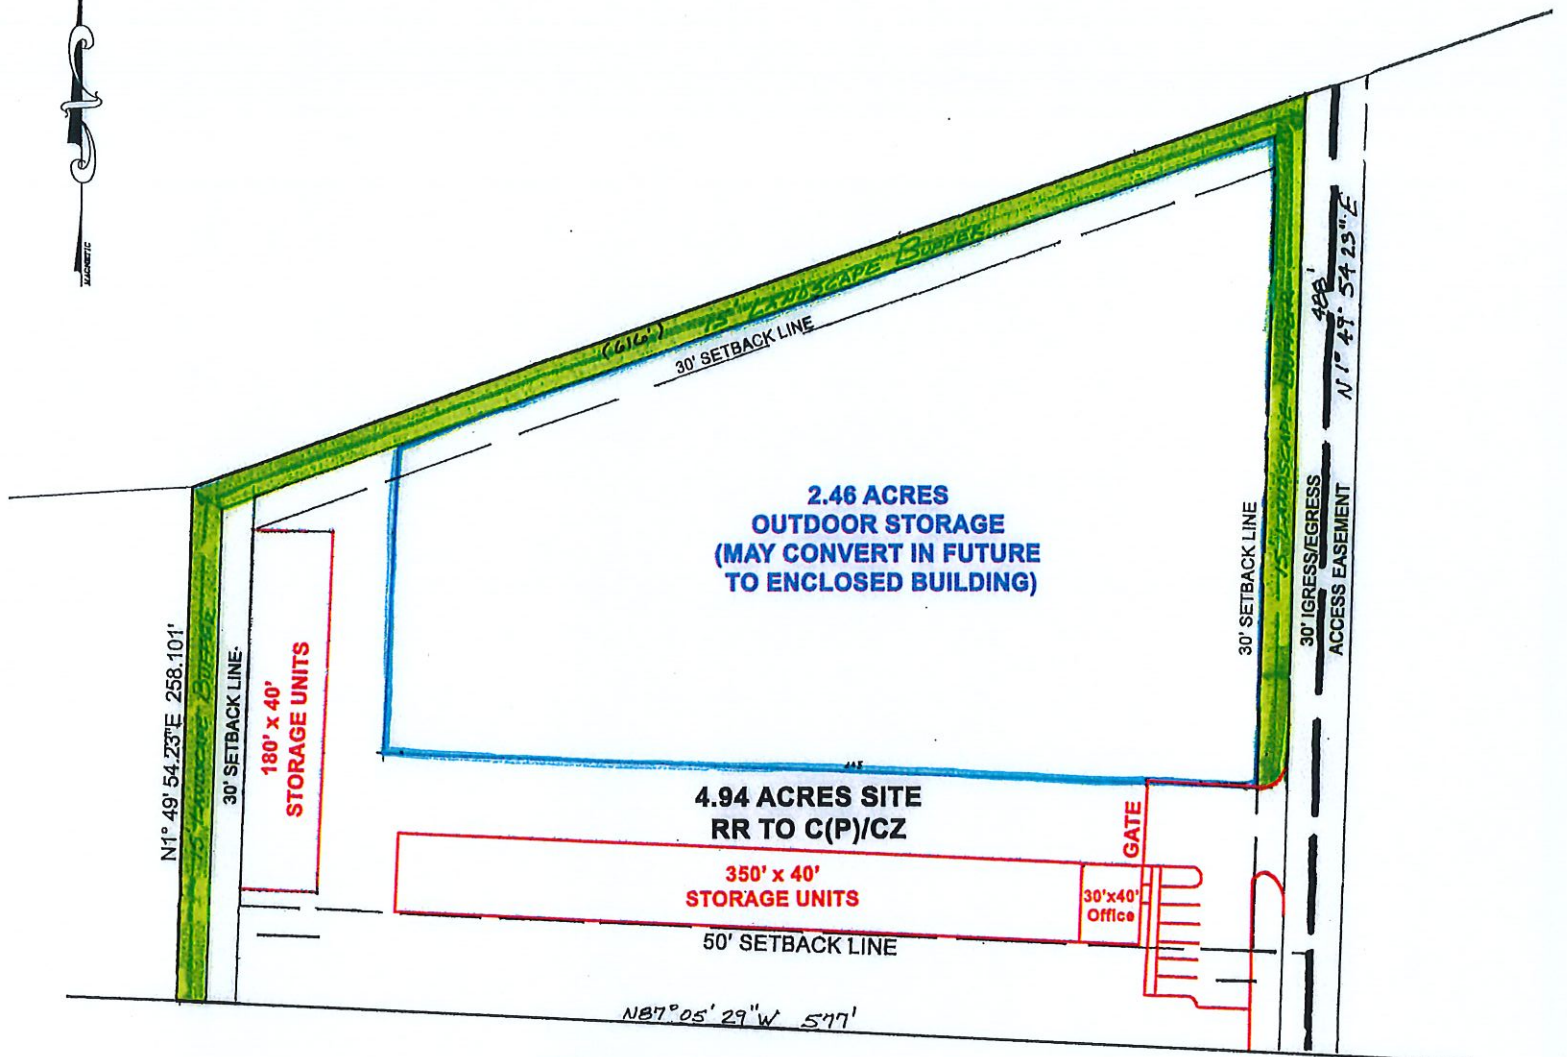 MAGNETIC
15' LANDSCAPE BUFFER
(616')
30' SETBACK LINE
488'
N 1° 49' 54 23" E
2.46 ACRES
OUTDOOR STORAGE
(MAY CONVERT IN FUTURE
TO ENCLOSED BUILDING)
30' SETBACK LINE
15' LANDSCAPE BUFFER
30' IGRESS/EGRESS
ACCESS EASEMENT
N1° 49' 54.23"E 258.101'
15' LANDSCAPE BUFFER
30' SETBACK LINE
180' x 40'
STORAGE UNITS
4.94 ACRES SITE
RR TO C(P)/CZ
GATE
350' x 40'
STORAGE UNITS
30'x40'
Office
50' SETBACK LINE
N87°05' 29"W 577'